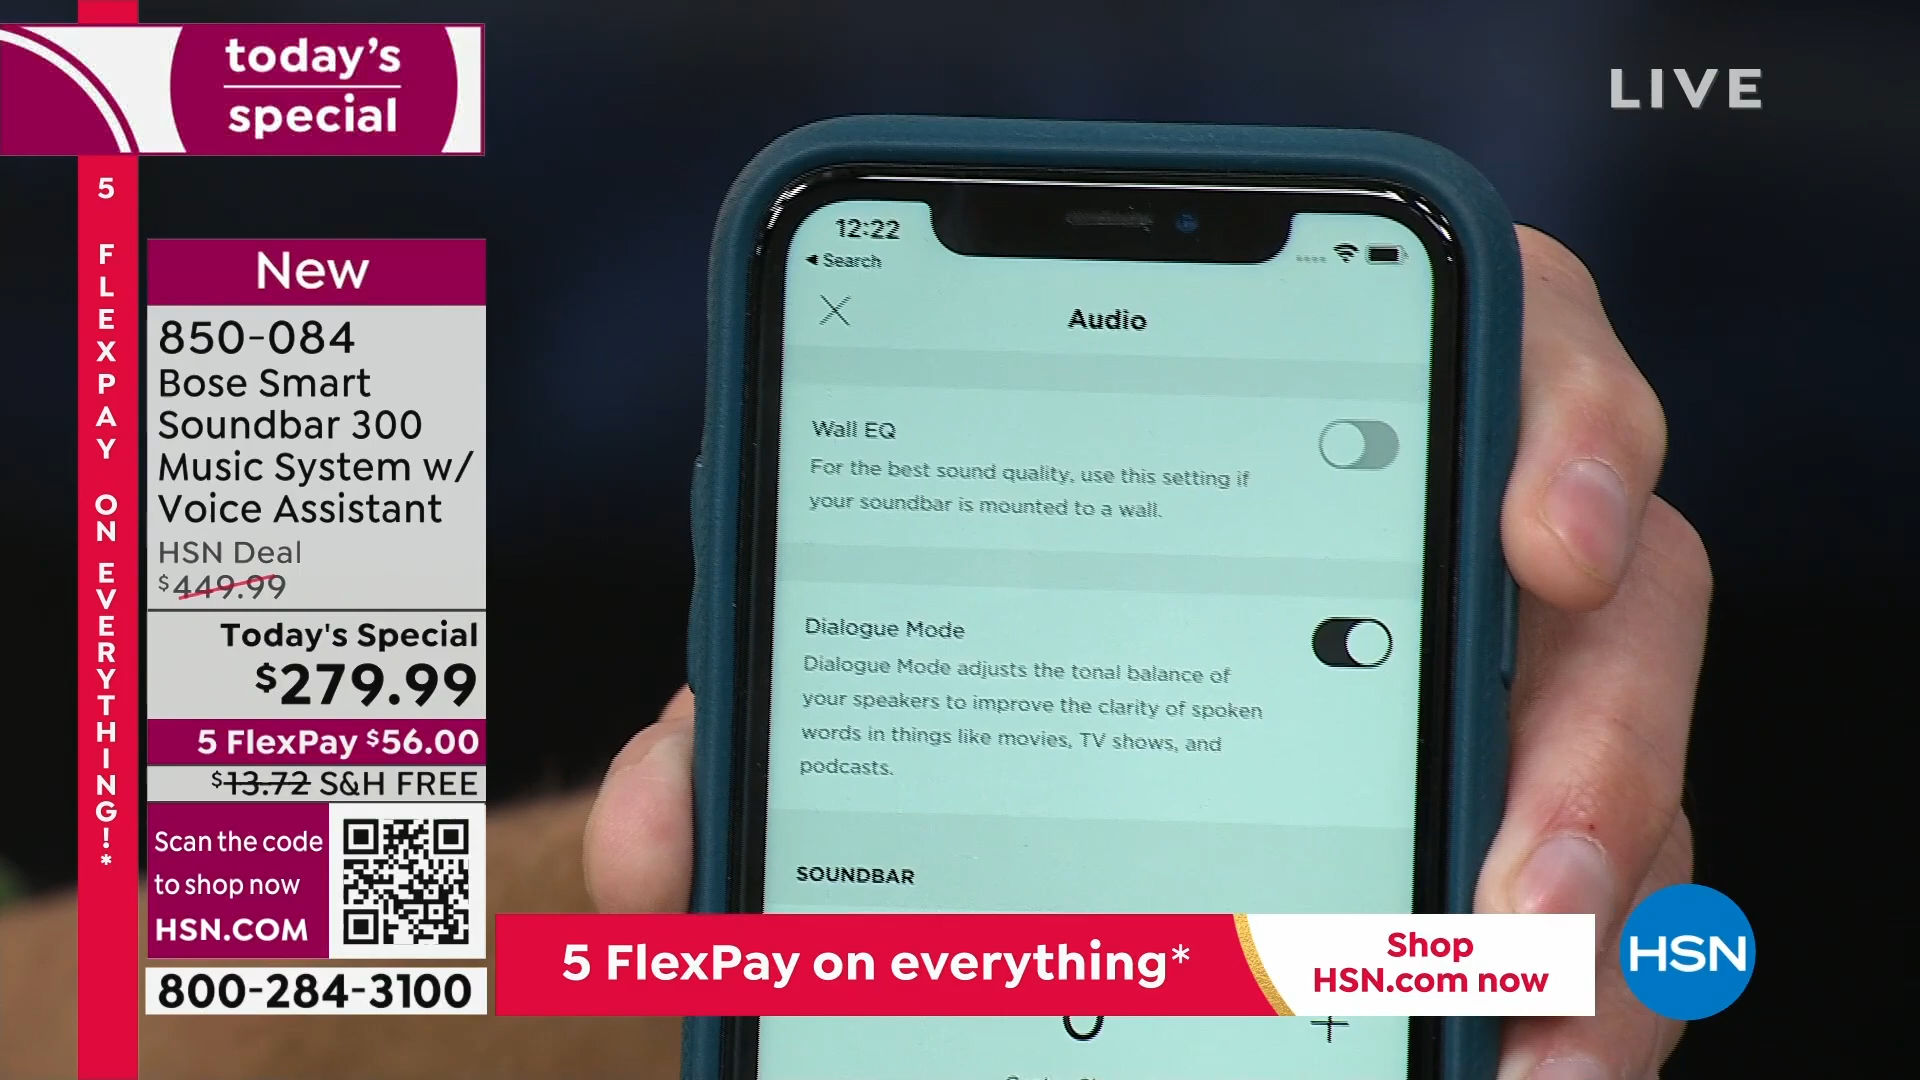 today's
special
LIVE
5 FLEXPAY ON EVERYTHING!*
New
850-084
Bose Smart
Soundbar 300
Music System w/
Voice Assistant
HSN Deal
$449.99
Today's Special
$279.99
5 FlexPay $56.00
$13.72 S&H FREE
Scan the code
to shop now
HSN.COM
800-284-3100
12:22
Search
Audio
Wall EQ
For the best sound quality, use this setting if
your soundbar is mounted to a wall.
Dialogue Mode
Dialogue Mode adjusts the tonal balance of
your speakers to improve the clarity of spoken
words in things like movies, TV shows, and
podcasts.
SOUNDBAR
5 FlexPay on everything*
Shop
HSN.com now
HSN
0 +